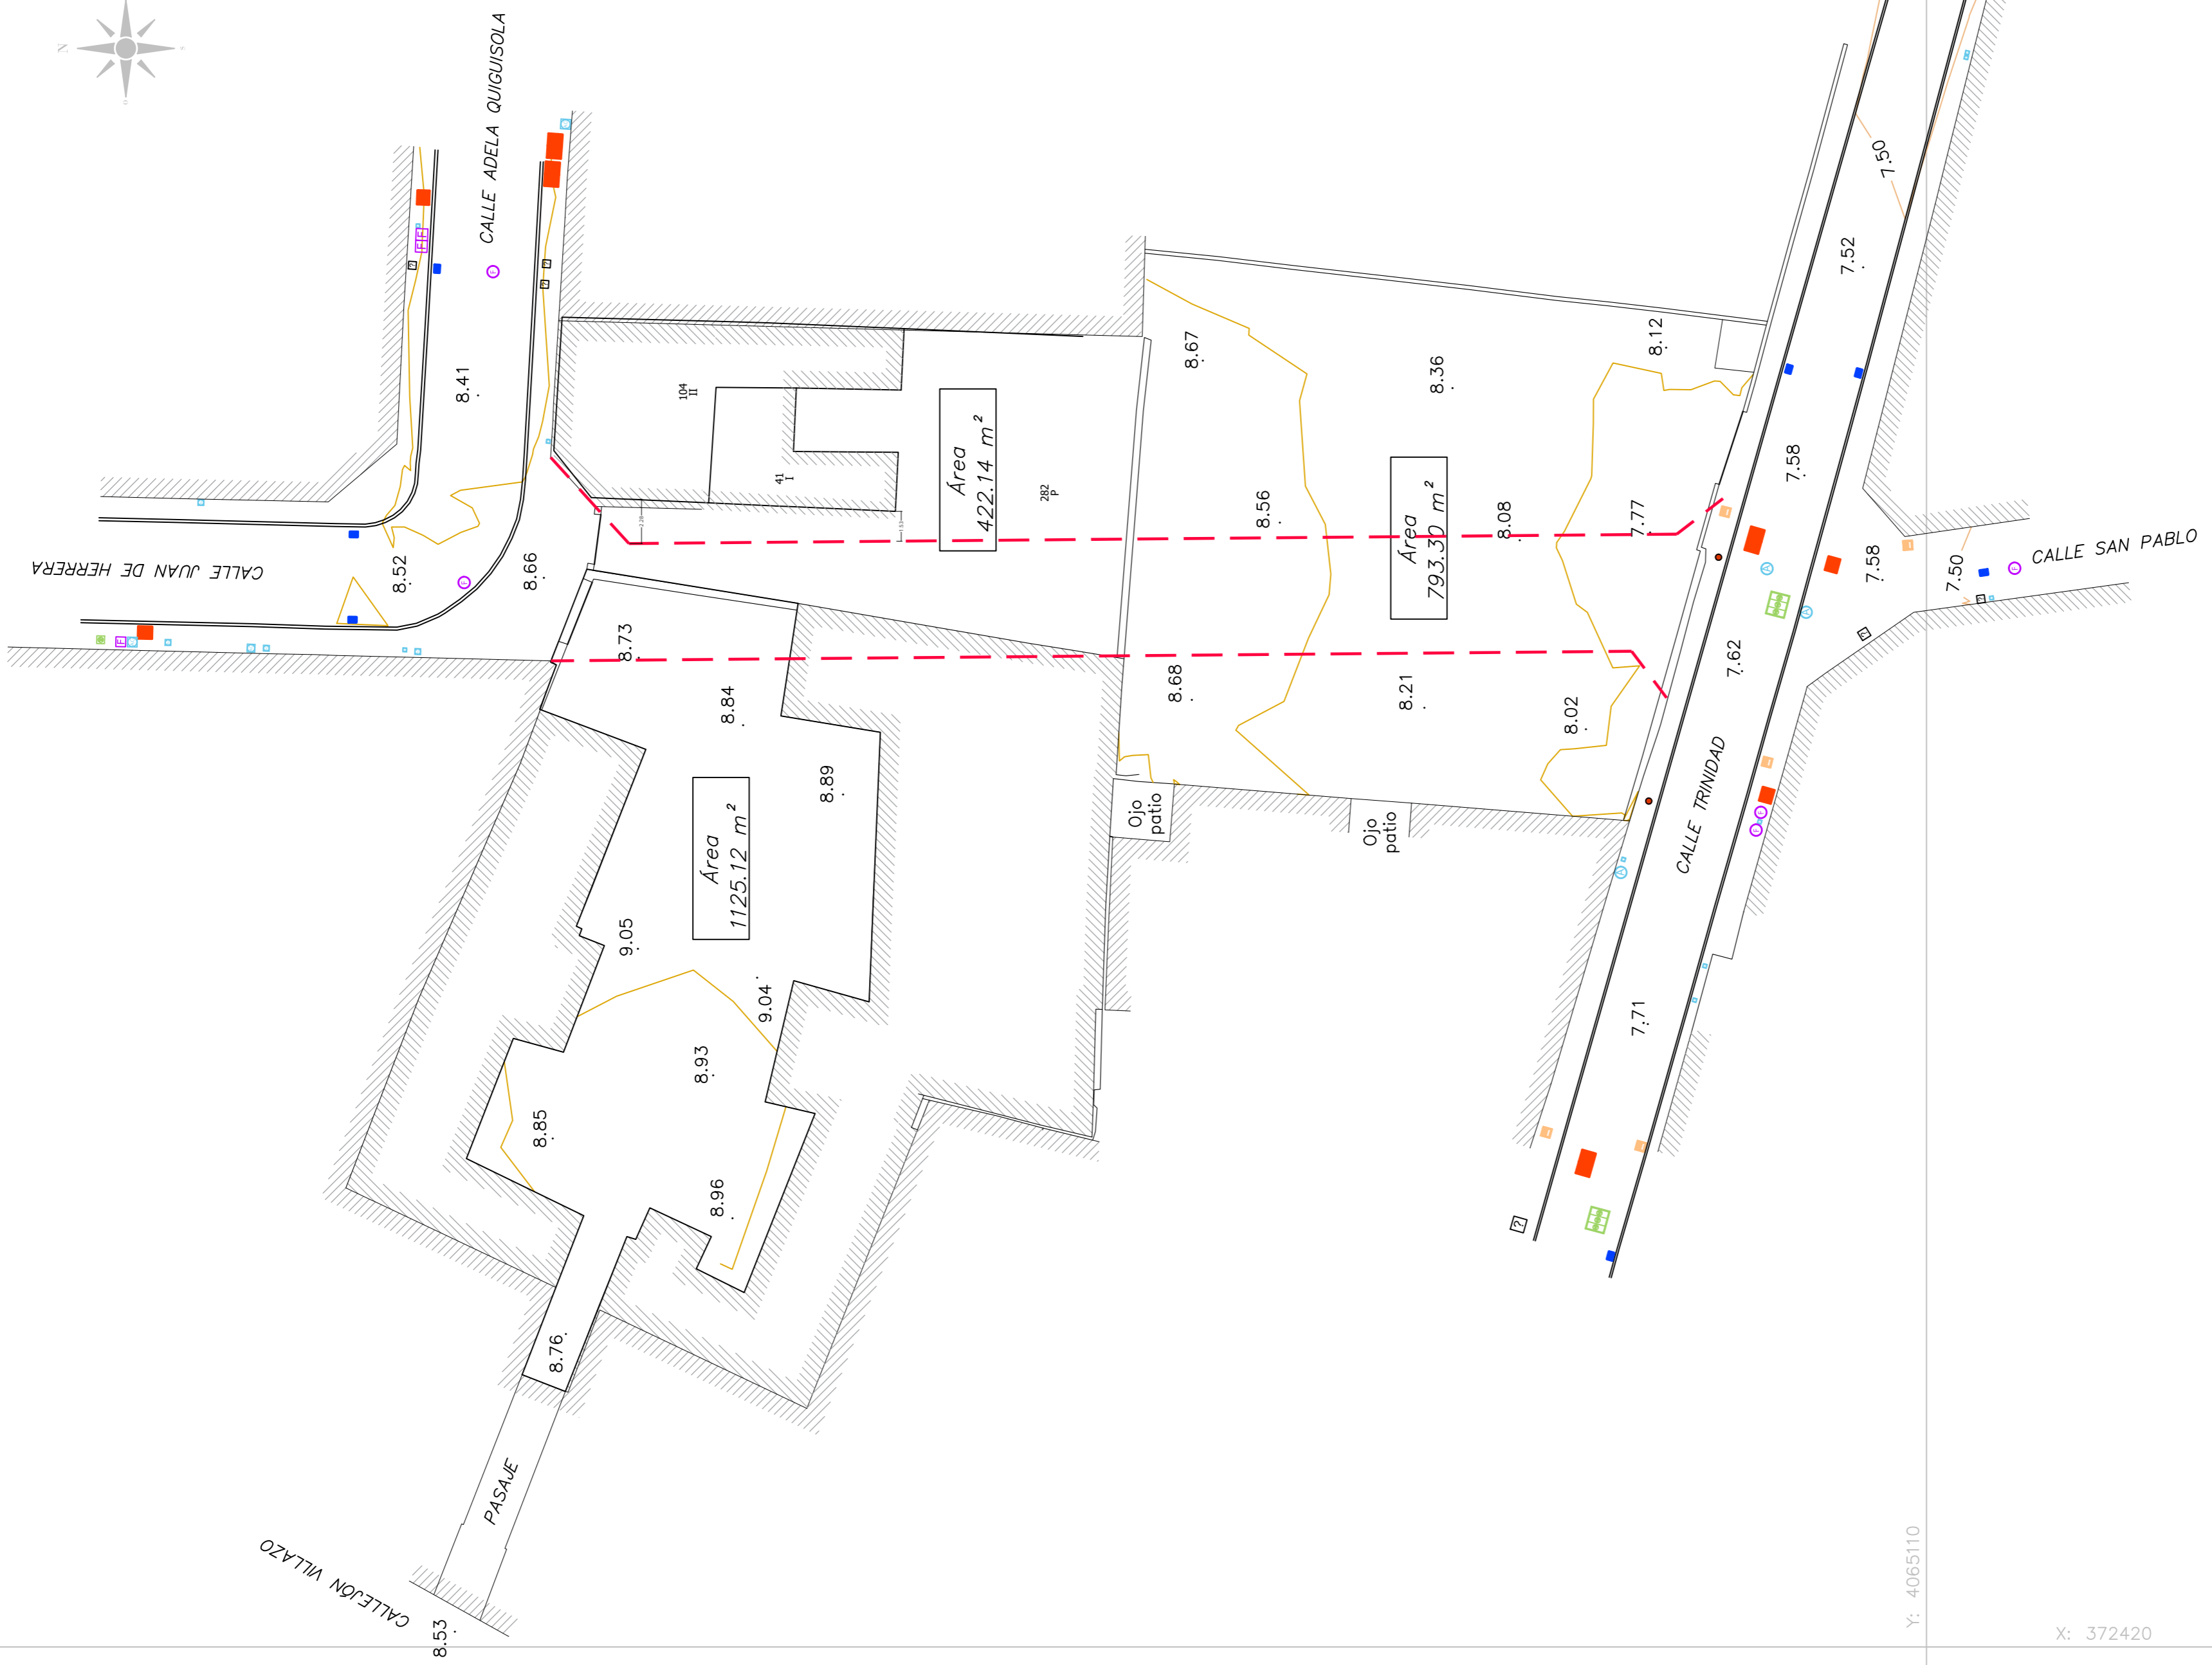 N
S
O
CALLE ADELA QUIGUISOLA
CALLE JUAN DE HERRERA
8.41
8.52
8.66
8.73
8.84
8.89
9.05
9.04
8.93
8.85
8.96
8.76
8.53
104
II
41
I
282
P
Área
422.14 m²
Área
793.30 m²
Área
1125.12 m²
8.67
8.36
8.12
8.56
8.08
7.77
8.68
8.21
8.02
Ojo
patio
Ojo
patio
7.50
7.52
7.58
7.58
7.50
7.62
7.71
CALLE SAN PABLO
CALLE TRINIDAD
PASAJE
CALLEJÓN VILLAZO
Y: 4065110
X: 372420